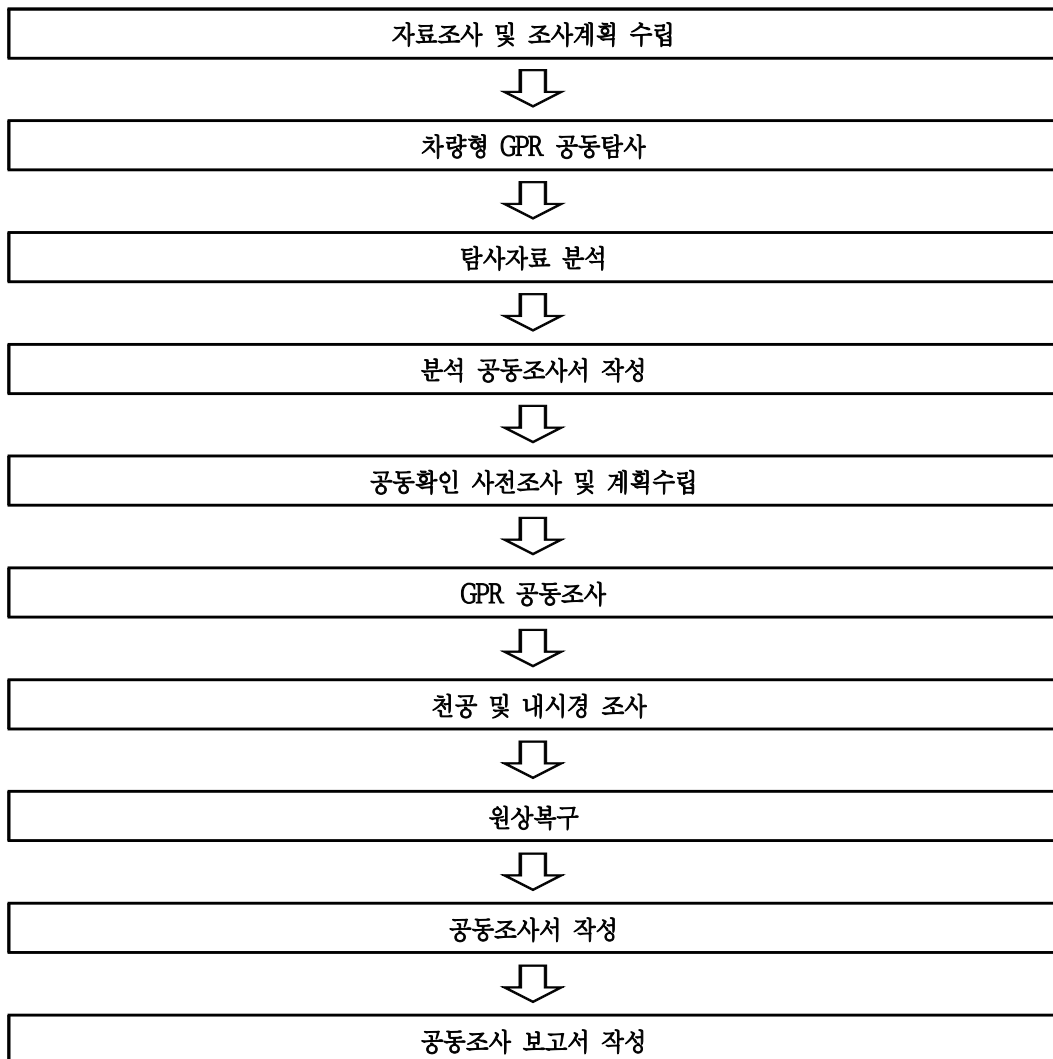 자료조사 및 조사계획 수립
차량형 GPR 공동탐사
탐사자료 분석
분석 공동조사서 작성
공동확인 사전조사 및 계획수립
GPR 공동조사
천공 및 내시경 조사
원상복구
공동조사서 작성
공동조사 보고서 작성